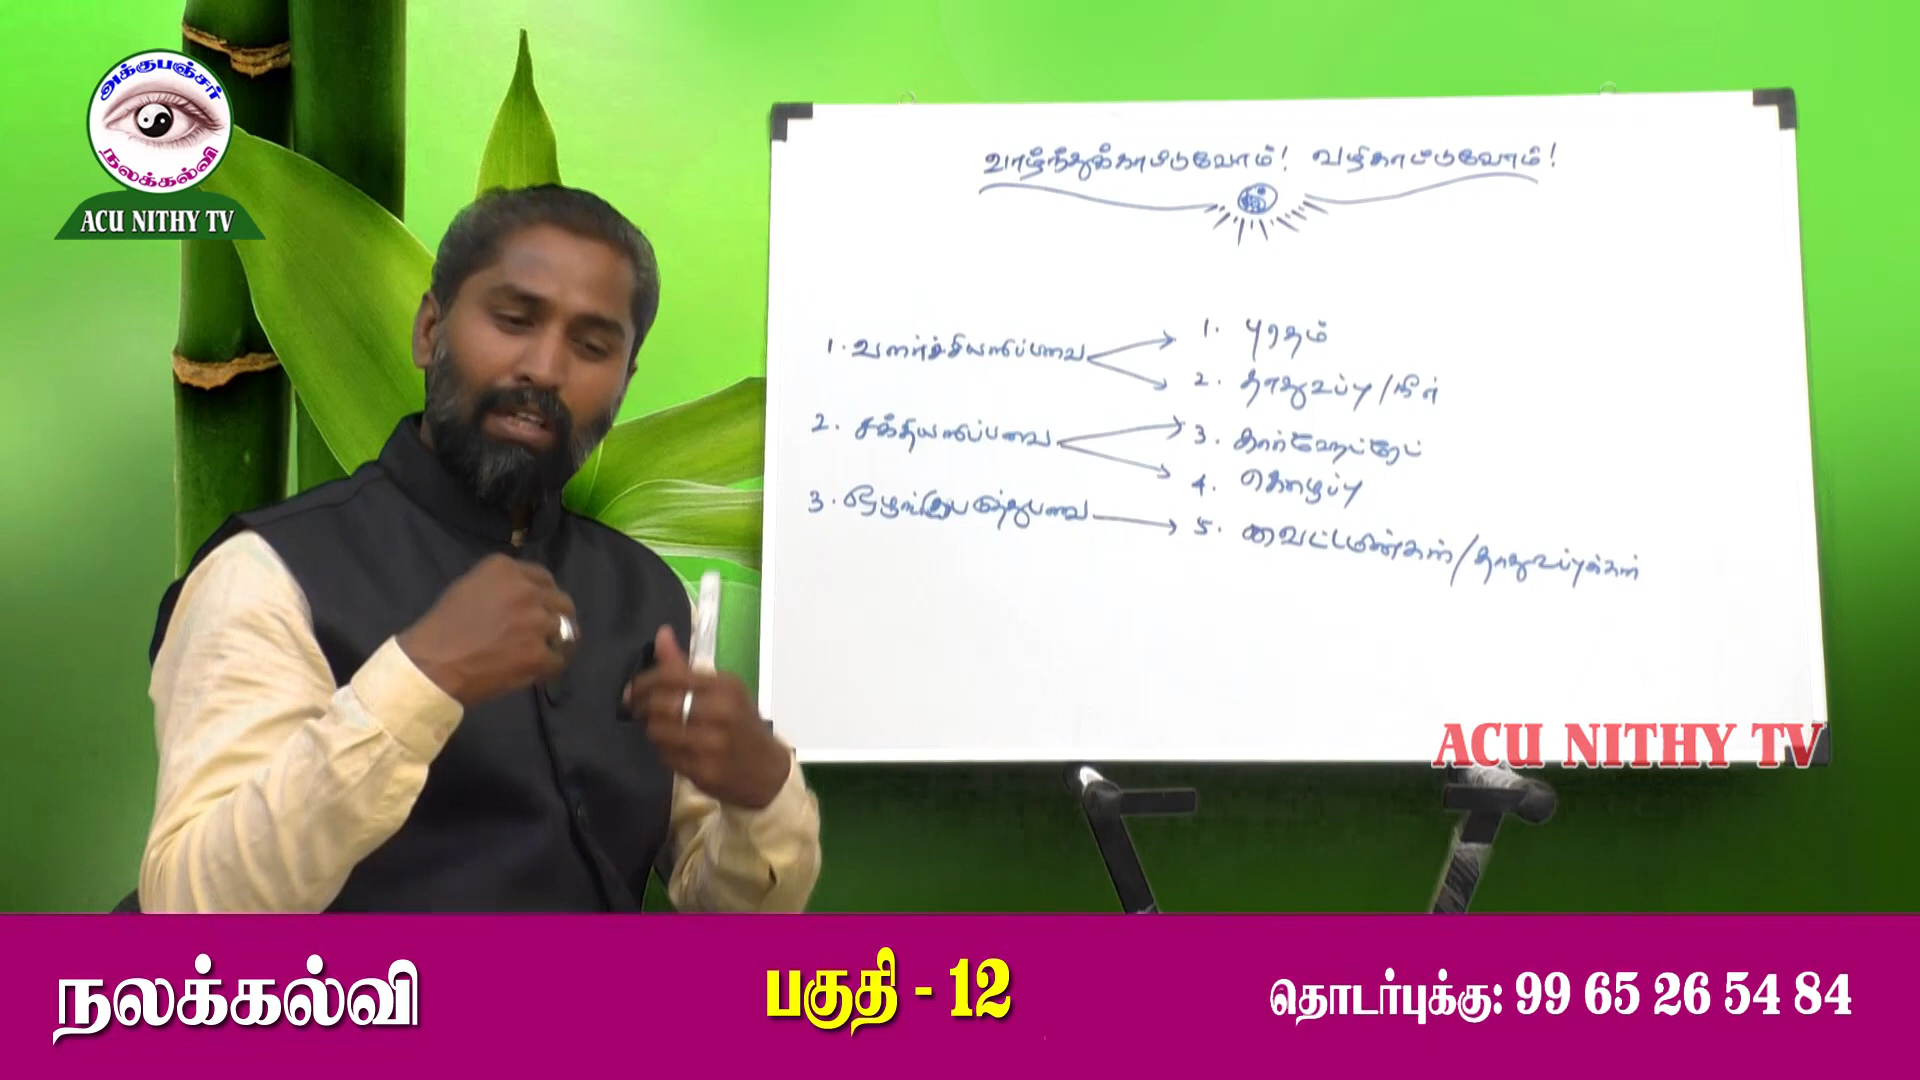 அக்குபஞ்சர்
நலக்கல்வி
ACU NITHY TV
வாழ்ந்துக்காட்டுவோம்! வழிகாட்டுவோம்!
1. வளர்ச்சியளிப்பவை
1. புரதம்
2. தாதுஉப்பு/நீர்
2. சக்தியளிப்பவை
3. கார்போஹைட்ரேட்
4. கொழுப்பு
3. ஒழுங்குபடுத்துபவை
5. வைட்டமின்கள்/தாதுஉப்புக்கள்
ACU NITHY TV
நலக்கல்வி
பகுதி - 12
தொடர்புக்கு: 99 65 26 54 84